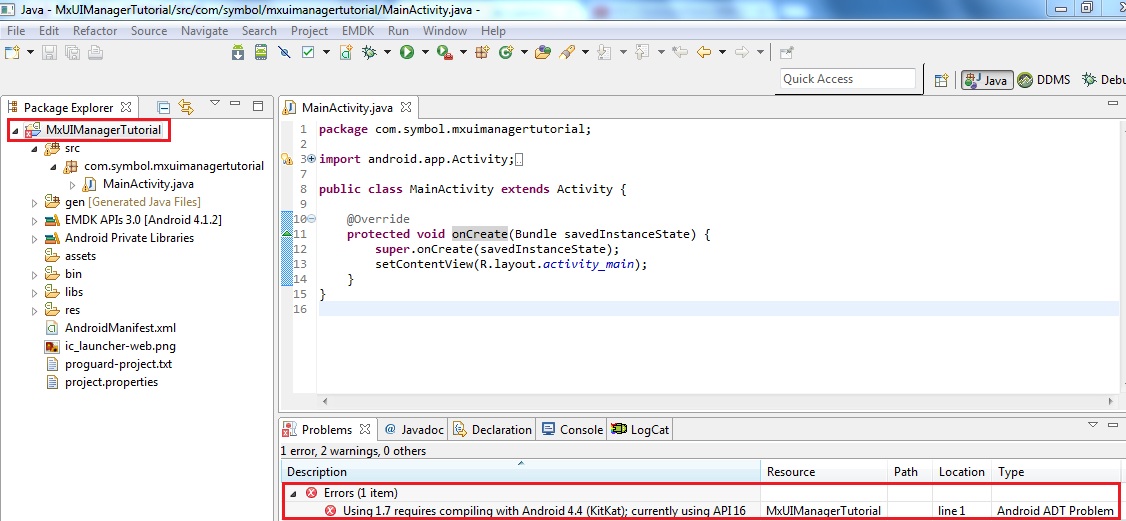 Java - MxUIManagerTutorial/src/com/symbol/mxuimanagertutorial/MainActivity.java -
File Edit Refactor Source Navigate Search Project EMDK Run Window Help
Quick Access
Java
DDMS
Debu
Package Explorer
MxUIManagerTutorial
src
com.symbol.mxuimanagertutorial
MainActivity.java
gen [Generated Java Files]
EMDK APIs 3.0 [Android 4.1.2]
Android Private Libraries
assets
bin
libs
res
AndroidManifest.xml
ic_launcher-web.png
proguard-project.txt
project.properties
MainActivity.java
1 package com.symbol.mxuimanagertutorial;
2
3 import android.app.Activity;
7
8 public class MainActivity extends Activity {
9
10 @Override
11 protected void onCreate(Bundle savedInstanceState) {
12 super.onCreate(savedInstanceState);
13 setContentView(R.layout.activity_main);
14 }
15 }
16
Problems Javadoc Declaration Console LogCat
1 error, 2 warnings, 0 others
Description Resource Path Location Type
Errors (1 item)
Using 1.7 requires compiling with Android 4.4 (KitKat); currently using API 16 MxUIManagerTutorial line 1 Android ADT Problem